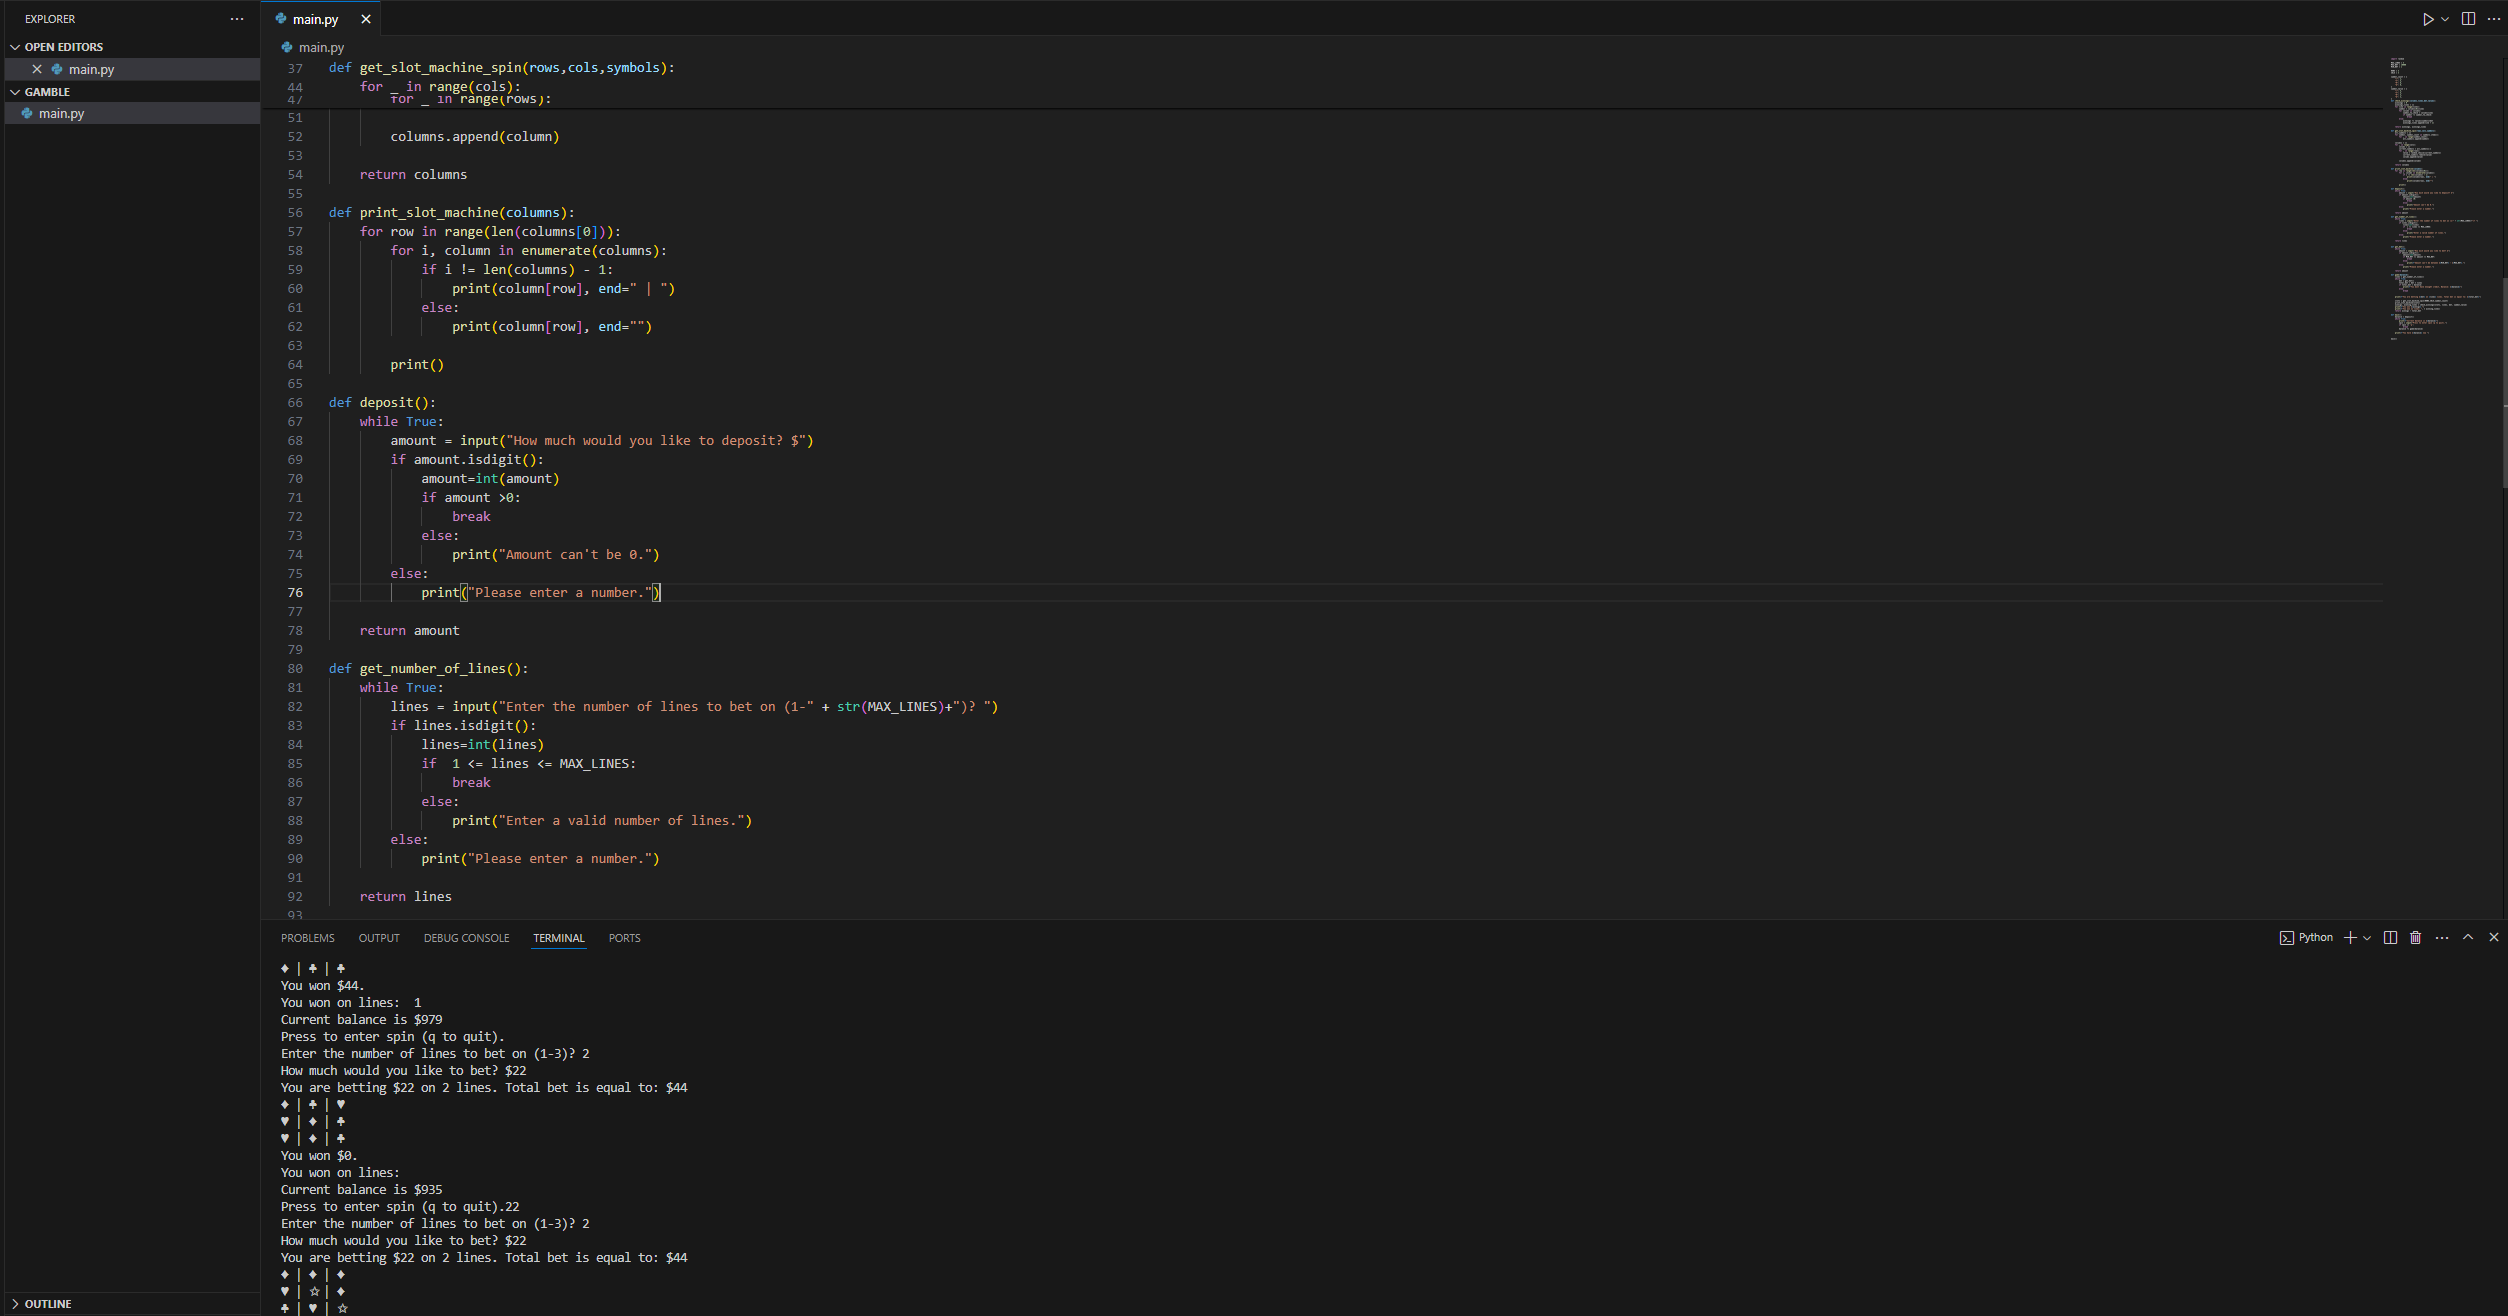 EXPLORER
OPEN EDITORS
main.py
GAMBLE
main.py
OUTLINE
main.py
main.py
37 def get_slot_machine_spin(rows,cols,symbols):
44 for _ in range(cols):
47 for _ in range(rows):
51
52 columns.append(column)
53
54 return columns
55
56 def print_slot_machine(columns):
57 for row in range(len(columns[0])):
58 for i, column in enumerate(columns):
59 if i != len(columns) - 1:
60 print(column[row], end=" | ")
61 else:
62 print(column[row], end="")
63
64 print()
65
66 def deposit():
67 while True:
68 amount = input("How much would you like to deposit? $")
69 if amount.isdigit():
70 amount=int(amount)
71 if amount >0:
72 break
73 else:
74 print("Amount can't be 0.")
75 else:
76 print("Please enter a number.")
77
78 return amount
79
80 def get_number_of_lines():
81 while True:
82 lines = input("Enter the number of lines to bet on (1-" + str(MAX_LINES)+")? ")
83 if lines.isdigit():
84 lines=int(lines)
85 if  1 <= lines <= MAX_LINES:
86 break
87 else:
88 print("Enter a valid number of lines.")
89 else:
90 print("Please enter a number.")
91
92 return lines
93
PROBLEMS OUTPUT DEBUG CONSOLE TERMINAL PORTS
Python
♦ | ♣ | ♣
You won $44.
You won on lines:  1
Current balance is $979
Press to enter spin (q to quit).
Enter the number of lines to bet on (1-3)? 2
How much would you like to bet? $22
You are betting $22 on 2 lines. Total bet is equal to: $44
♦ | ♣ | ♥
♥ | ♦ | ♣
♥ | ♦ | ♣
You won $0.
You won on lines:
Current balance is $935
Press to enter spin (q to quit).22
Enter the number of lines to bet on (1-3)? 2
How much would you like to bet? $22
You are betting $22 on 2 lines. Total bet is equal to: $44
♦ | ♦ | ♦
♥ | ☆ | ♦
♣ | ♥ | ☆